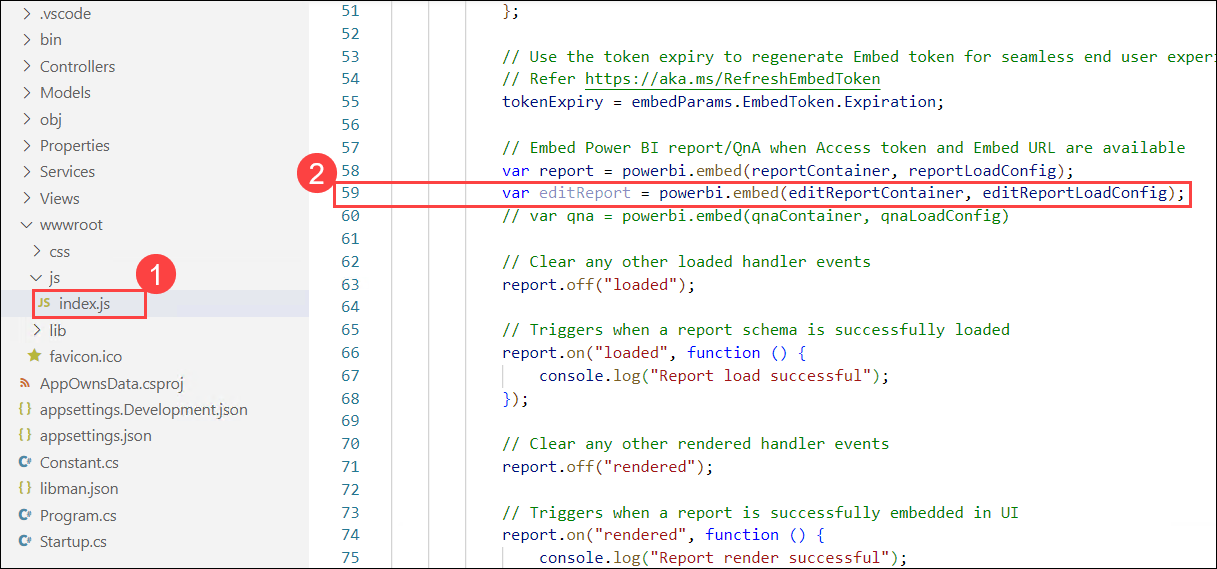 .vscode
bin
Controllers
Models
obj
Properties
Services
Views
wwwroot
css
js
1
JS index.js
lib
favicon.ico
AppOwnsData.csproj
{} appsettings.Development.json
{} appsettings.json
C# Constant.cs
{} libman.json
C# Program.cs
C# Startup.cs
51 };
52
53 // Use the token expiry to regenerate Embed token for seamless end user experi
54 // Refer https://aka.ms/RefreshEmbedToken
55 tokenExpiry = embedParams.EmbedToken.Expiration;
56
57 // Embed Power BI report/QnA when Access token and Embed URL are available
58 var report = powerbi.embed(reportContainer, reportLoadConfig);
2
59 var editReport = powerbi.embed(editReportContainer, editReportLoadConfig);
60 // var qna = powerbi.embed(qnaContainer, qnaLoadConfig)
61
62 // Clear any other loaded handler events
63 report.off("loaded");
64
65 // Triggers when a report schema is successfully loaded
66 report.on("loaded", function () {
67 console.log("Report load successful");
68 });
69
70 // Clear any other rendered handler events
71 report.off("rendered");
72
73 // Triggers when a report is successfully embedded in UI
74 report.on("rendered", function () {
75 console.log("Report render successful");